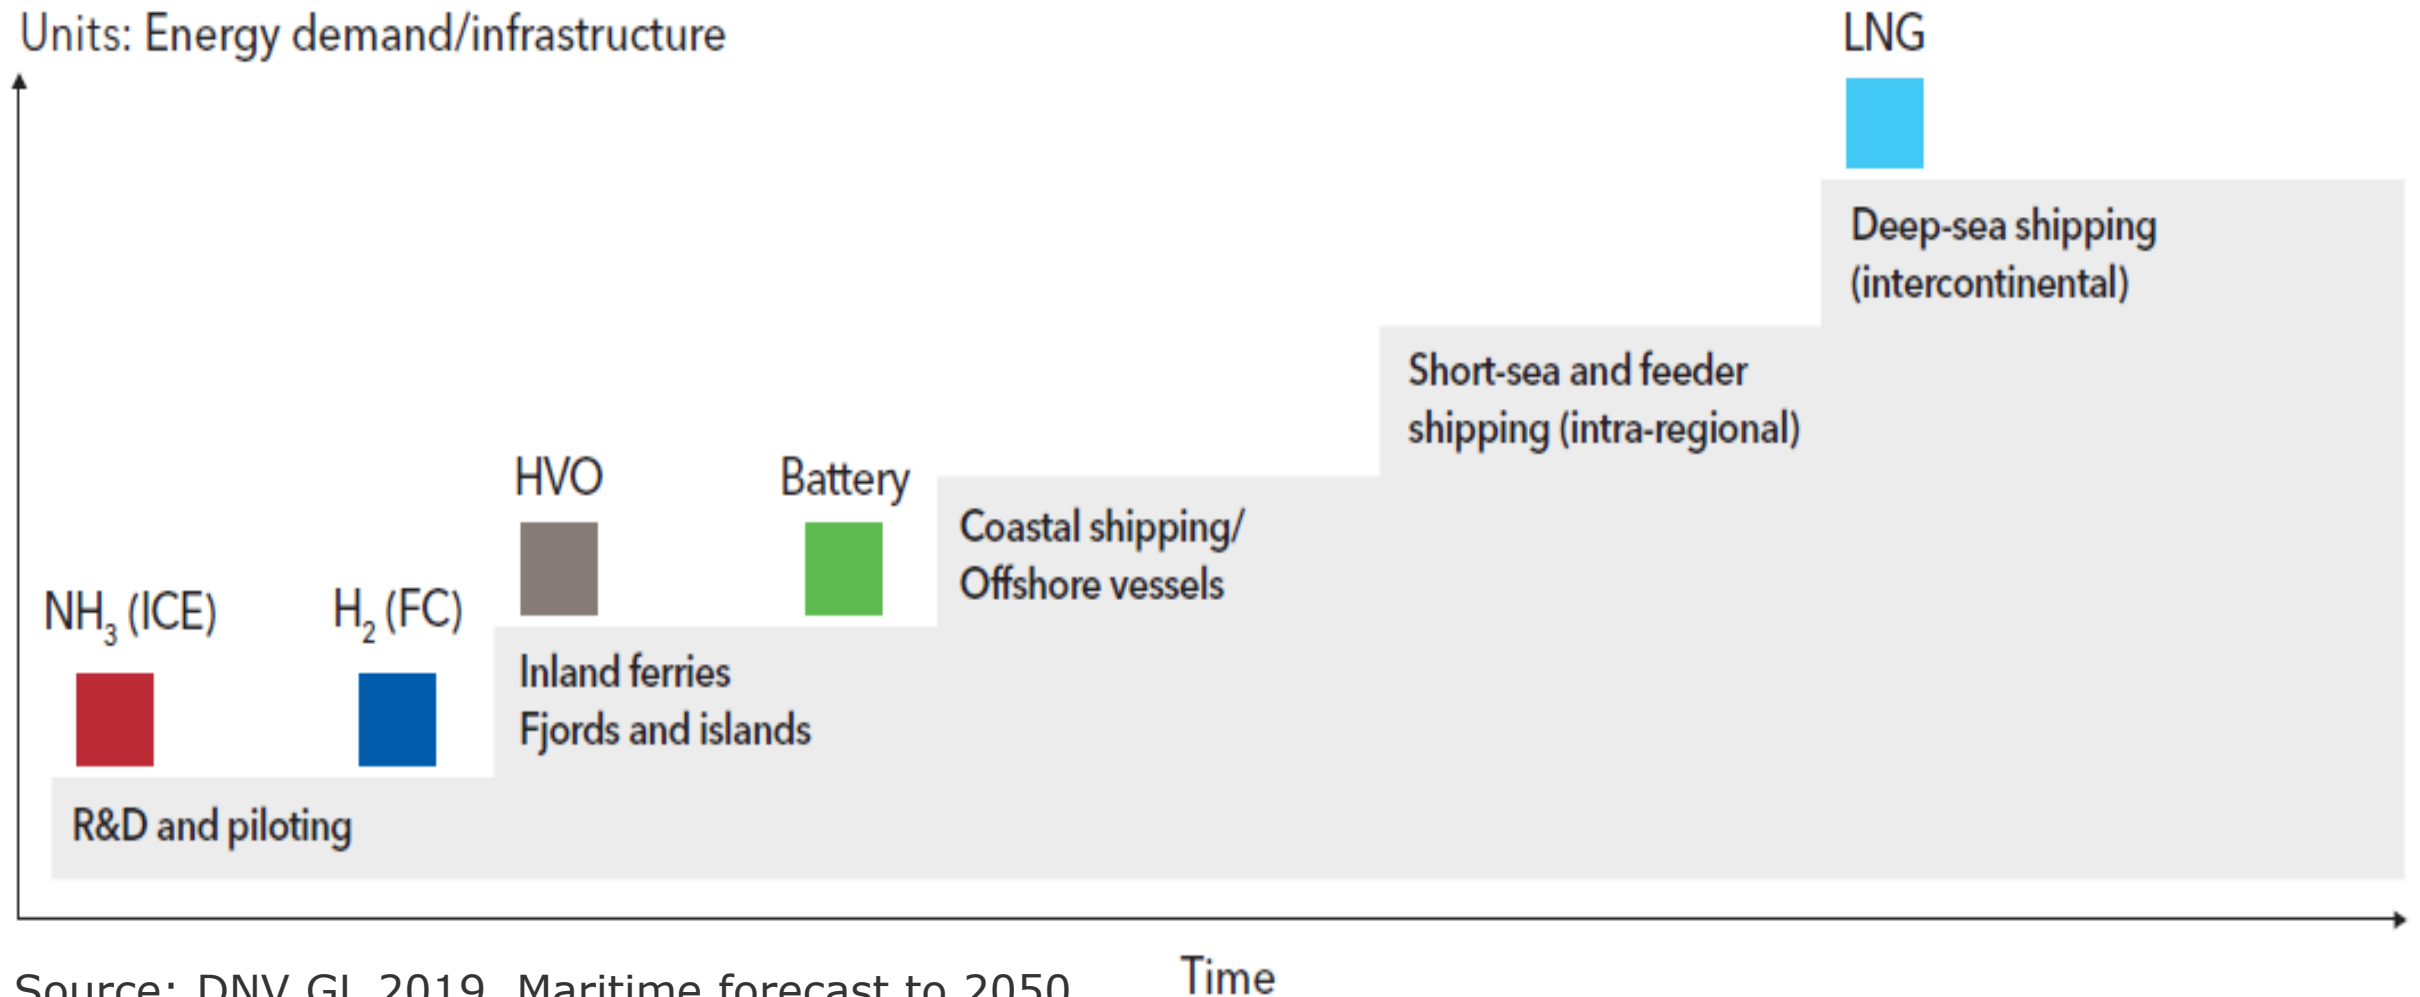 Units: Energy demand/infrastructure
LNG
Deep-sea shipping
(intercontinental)
Short-sea and feeder
shipping (intra-regional)
HVO
Battery
Coastal shipping/
Offshore vessels
NH₃ (ICE)
H₂ (FC)
Inland ferries
Fjords and islands
R&D and piloting
Time
Source: DNV GL 2019, Maritime forecast to 2050